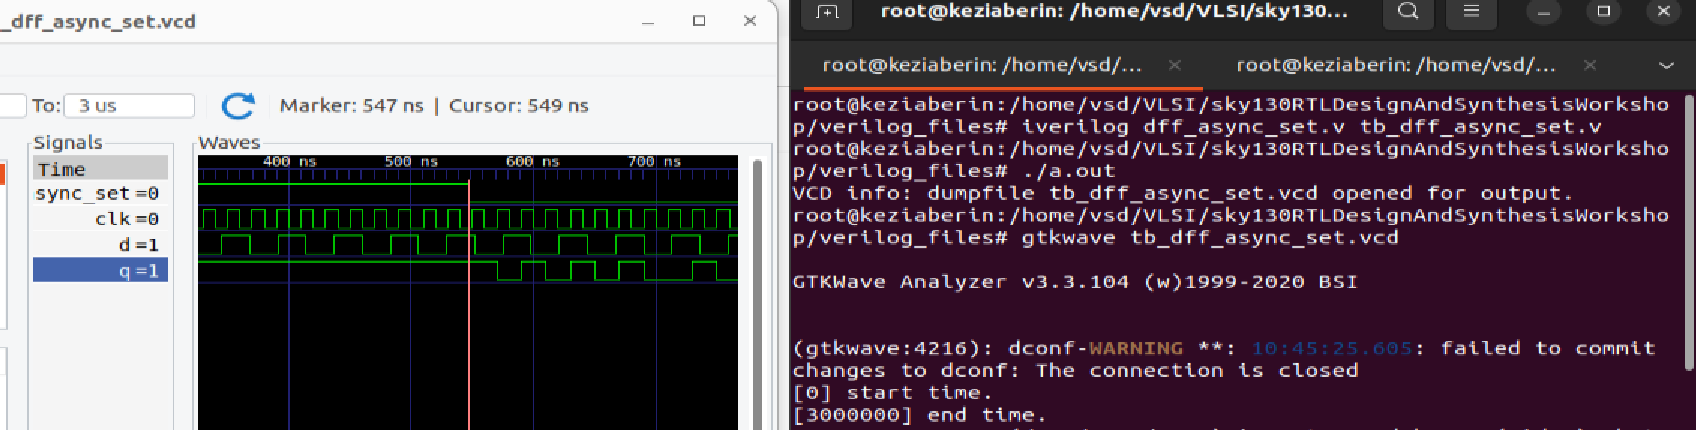 _dff_async_set.vcd
To: 3 us
Marker: 547 ns | Cursor: 549 ns
Signals
Waves
Time
sync_set=0
clk=0
d=1
q=1
400 ns 500 ns 600 ns 700 ns
root@keziaberin: /home/vsd/VLSI/sky130...
root@keziaberin: /home/vsd/...
root@keziaberin: /home/vsd/...
root@keziaberin:/home/vsd/VLSI/sky130RTLDesignAndSynthesisWorksho
p/verilog_files# iverilog dff_async_set.v tb_dff_async_set.v
root@keziaberin:/home/vsd/VLSI/sky130RTLDesignAndSynthesisWorksho
p/verilog_files# ./a.out
VCD info: dumpfile tb_dff_async_set.vcd opened for output.
root@keziaberin:/home/vsd/VLSI/sky130RTLDesignAndSynthesisWorksho
p/verilog_files# gtkwave tb_dff_async_set.vcd
GTKWave Analyzer v3.3.104 (w)1999-2020 BSI
(gtkwave:4216): dconf-WARNING **: 10:45:25.605: failed to commit
changes to dconf: The connection is closed
[0] start time.
[3000000] end time.